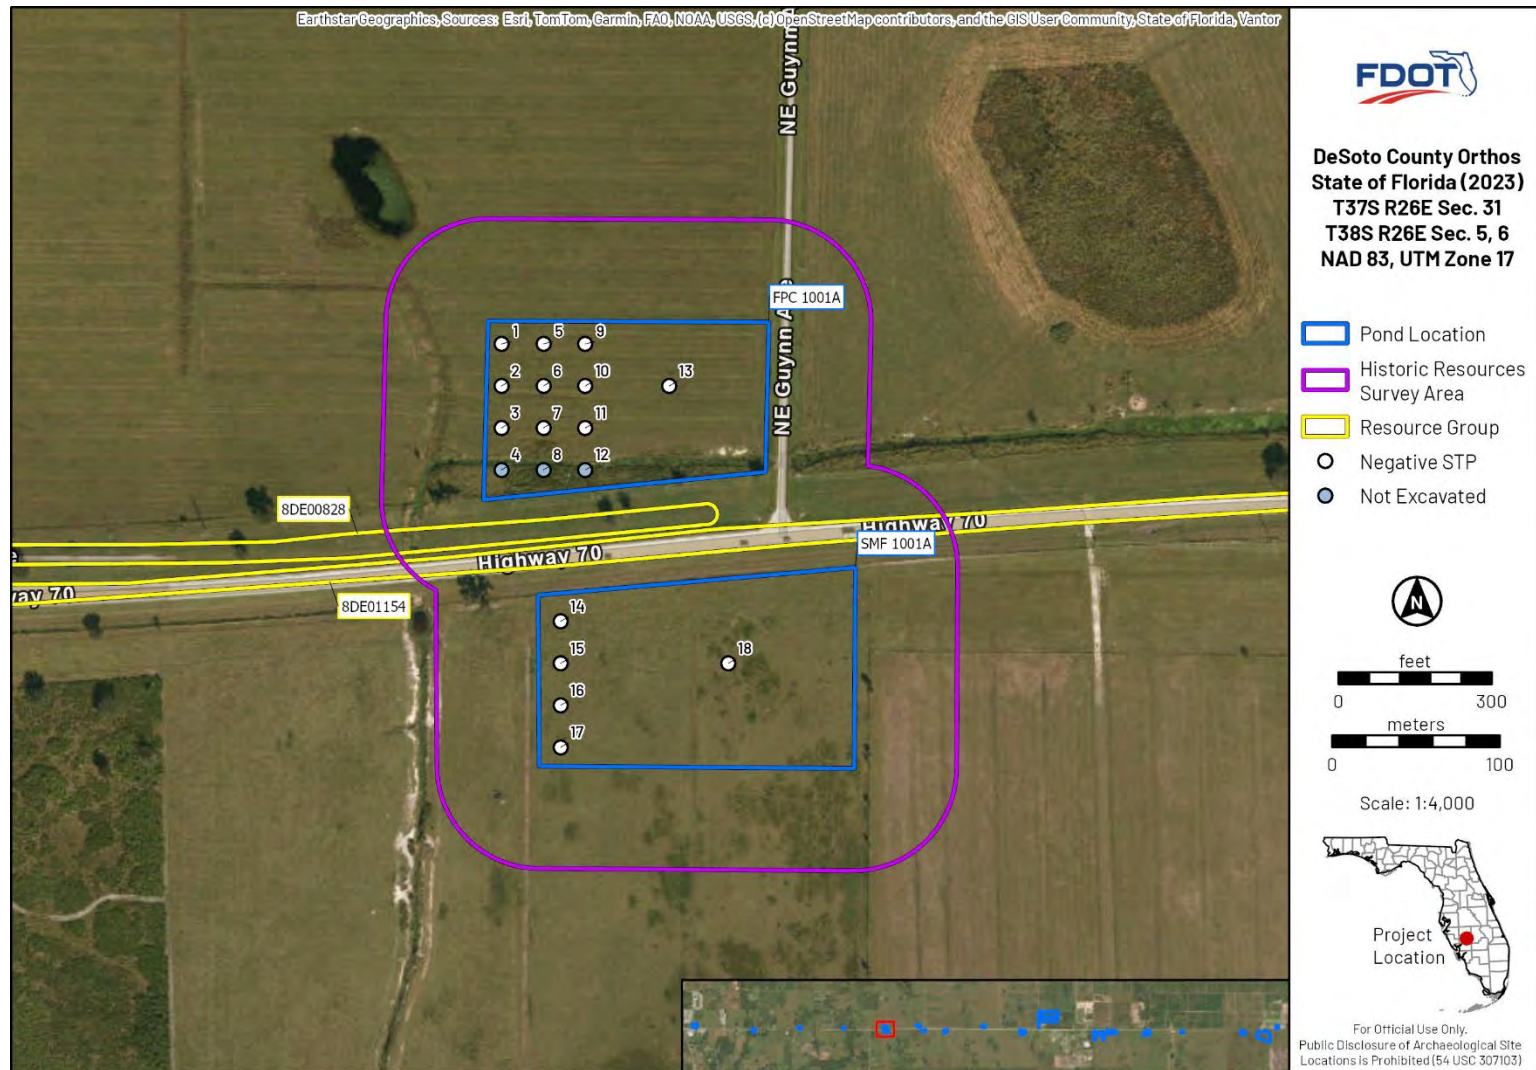 Earthstar Geographics, Sources: Esri, TomTom, Garmin, FAO, NOAA, USGS, (c) OpenStreetMap contributors, and the GIS User Community, State of Florida, Vantor
NE Guynn
FPC 1001A
NE Guynn A e
1 5 9
2 6 10 13
3 7 11
4 8 12
8DE00828
e
Highway 70
SMF 1001A
Highway 70
way 70
8DE01154
14
15 18
16
17
FDOT
DeSoto County Orthos
State of Florida (2023)
T37S R26E Sec. 31
T38S R26E Sec. 5, 6
NAD 83, UTM Zone 17
Pond Location
Historic Resources
Survey Area
Resource Group
Negative STP
Not Excavated
N
feet
0 300
meters
0 100
Scale: 1:4,000
Project
Location
For Official Use Only.
Public Disclosure of Archaeological Site
Locations is Prohibited (54 USC 307103)